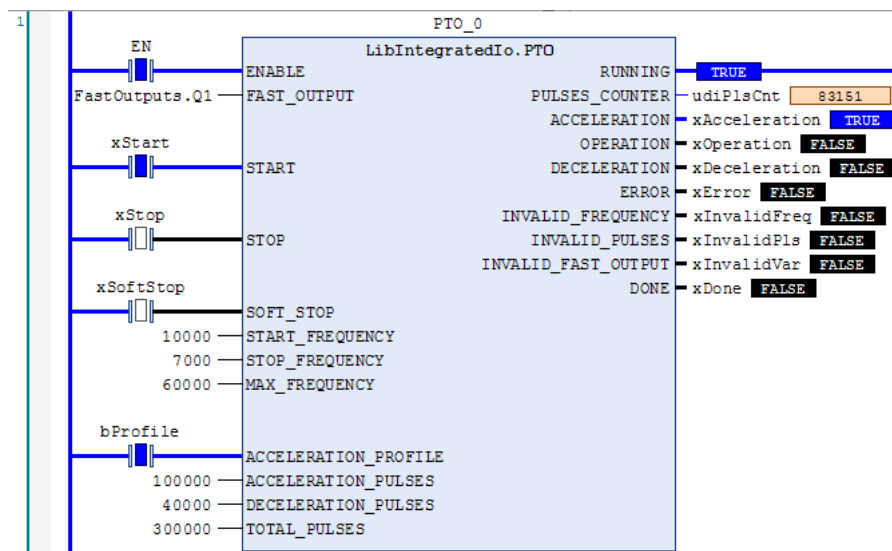 1
PTO_0
EN LibIntegratedIo.PTO
ENABLE RUNNING TRUE
FastOutputs.Q1 FAST_OUTPUT PULSES_COUNTER udiPlsCnt 83151
ACCELERATION xAcceleration TRUE
xStart OPERATION xOperation FALSE
START DECELERATION xDeceleration FALSE
ERROR xError FALSE
xStop INVALID_FREQUENCY xInvalidFreq FALSE
STOP INVALID_PULSES xInvalidPls FALSE
INVALID_FAST_OUTPUT xInvalidVar FALSE
xSoftStop DONE xDone FALSE
SOFT_STOP
10000 START_FREQUENCY
7000 STOP_FREQUENCY
60000 MAX_FREQUENCY
bProfile
ACCELERATION_PROFILE
100000 ACCELERATION_PULSES
40000 DECELERATION_PULSES
300000 TOTAL_PULSES